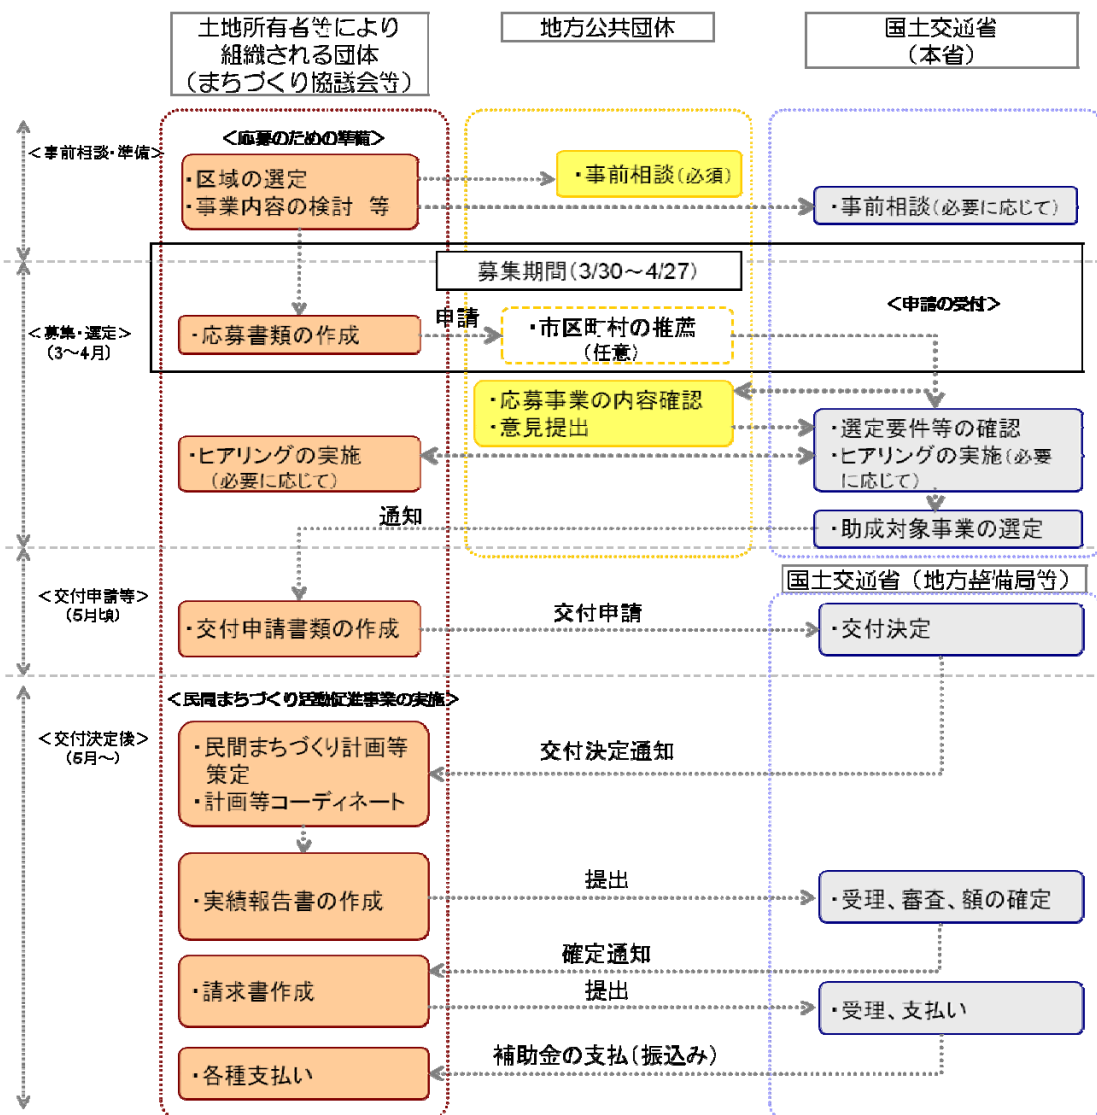 土地所有者等により
組織される団体
（まちづくり協議会等）
地方公共団体
国土交通省
（本省）
＜事前相談・準備＞
＜応募のための準備＞
・区域の選定
・事業内容の検討　等
・事前相談（必須）
・事前相談（必要に応じて）
募集期間（3/30～4/27）
＜募集・選定＞
（3～4月）
＜申請の受付＞
・応募書類の作成
申請
・市区町村の推薦
（任意）
・応募事業の内容確認
・意見提出
・選定要件等の確認
・ヒアリングの実施（必要
に応じて）
・ヒアリングの実施
（必要に応じて）
通知
・助成対象事業の選定
国土交通省（地方整備局等）
＜交付申請等＞
（5月頃）
・交付申請書類の作成
交付申請
・交付決定
＜民間まちづくり活動促進事業の実施＞
＜交付決定後＞
（5月～）
・民間まちづくり計画等
策定
・計画等コーディネート
交付決定通知
・実績報告書の作成
提出
・受理、審査、額の確定
確定通知
・請求書作成
提出
・受理、支払い
補助金の支払（振込み）
・各種支払い